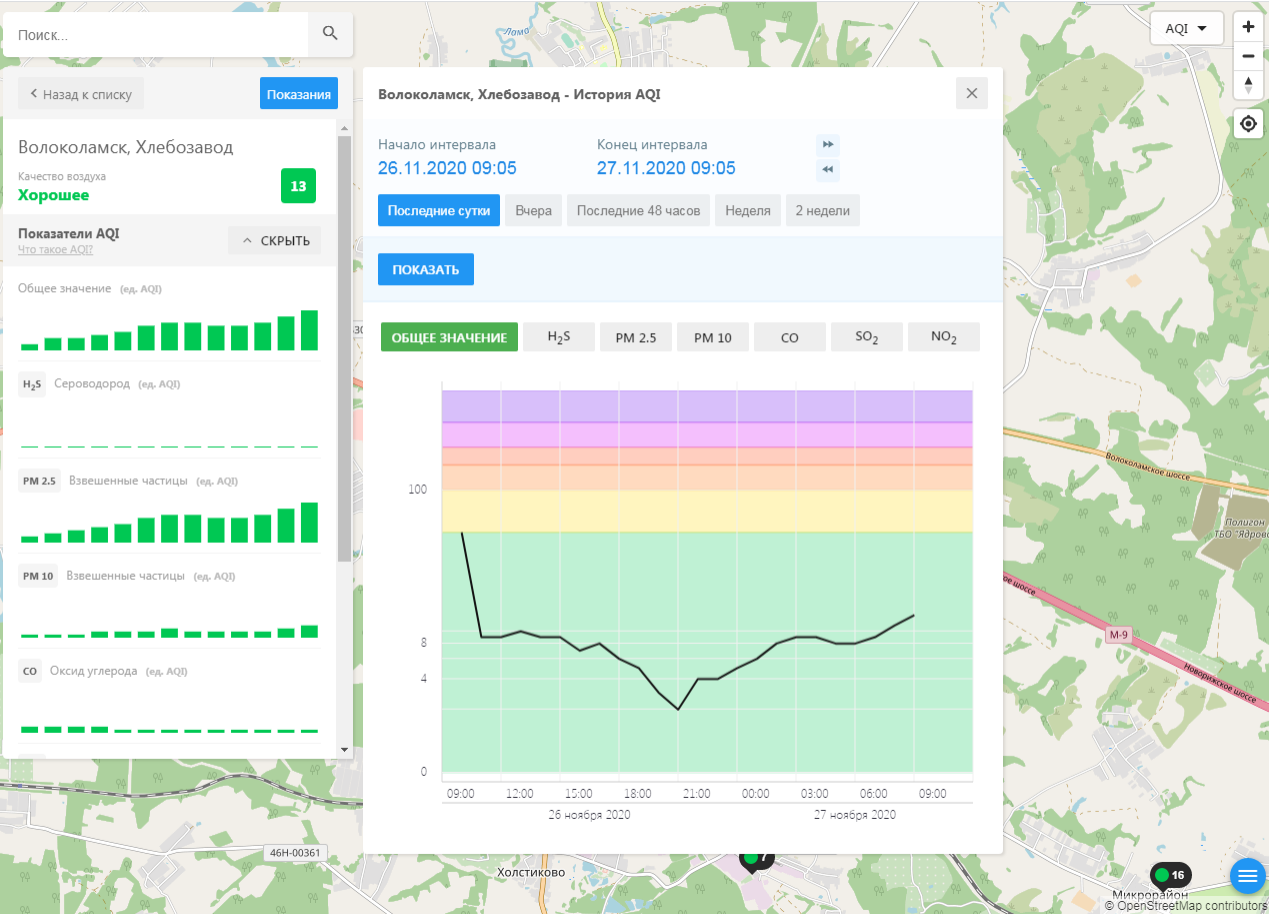 Поиск...
Лама
AQI
Назад к списку
Показания
Волоколамск, Хлебозавод
Качество воздуха
Хорошее
13
Показатели AQI
Что такое AQI?
СКРЫТЬ
Общее значение (ед. AQI)
H₂S Сероводород (ед. AQI)
PM 2.5 Взвешенные частицы (ед. AQI)
PM 10 Взвешенные частицы (ед. AQI)
CO Оксид углерода (ед. AQI)
Волоколамск, Хлебозавод - История AQI
Начало интервала
26.11.2020 09:05
Конец интервала
27.11.2020 09:05
Последние сутки
Вчера
Последние 48 часов
Неделя
2 недели
ПОКАЗАТЬ
ОБЩЕЕ ЗНАЧЕНИЕ
H₂S
PM 2.5
PM 10
CO
SO₂
NO₂
100
8
4
0
09:00 12:00 15:00 18:00 21:00 00:00 03:00 06:00 09:00
26 ноября 2020 27 ноября 2020
Волоколамское шоссе
Полигон
ТБО "Ядрово
ое шоссе
М-9
Новорижское шоссе
46Н-00361
7
Холстиково
16
Микрорайон
© OpenStreetMap contributors